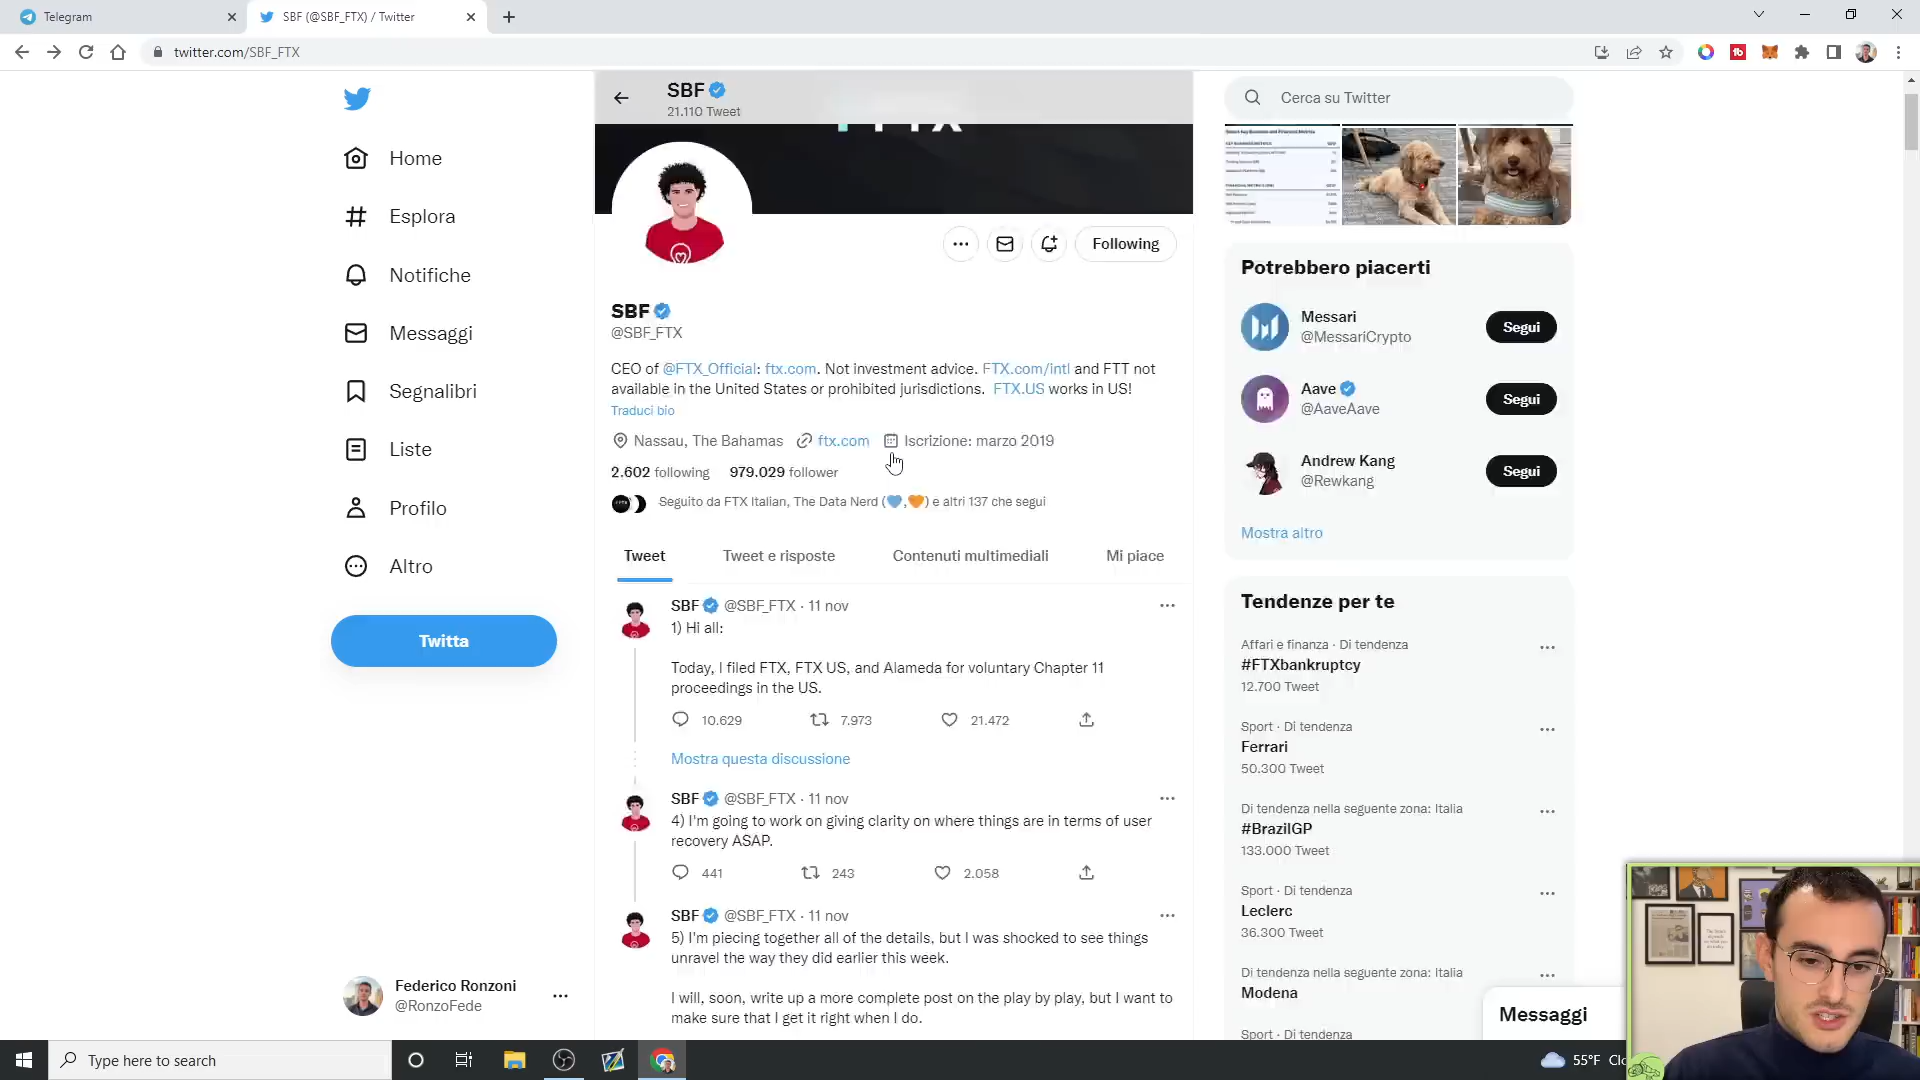 Telegram
SBF (@SBF_FTX) / Twitter
twitter.com/SBF_FTX
Home
Esplora
Notifiche
Messaggi
Segnalibri
Liste
Profilo
Altro
Twitta
Federico Ronzoni
@RonzoFede
SBF
21.110 Tweet
FTX
Following
SBF
@SBF_FTX
CEO of @FTX_Official: ftx.com. Not investment advice. FTX.com/intl and FTT not
available in the United States or prohibited jurisdictions. FTX.US works in US!
Traduci bio
Nassau, The Bahamas ftx.com Iscrizione: marzo 2019
2.602 following 979.029 follower
Seguito da FTX Italian, The Data Nerd (💙,🧡) e altri 137 che segui
Tweet Tweet e risposte Contenuti multimediali Mi piace
SBF @SBF_FTX · 11 nov
1) Hi all:
Today, I filed FTX, FTX US, and Alameda for voluntary Chapter 11
proceedings in the US.
10.629 7.973 21.472
Mostra questa discussione
SBF @SBF_FTX · 11 nov
4) I'm going to work on giving clarity on where things are in terms of user
recovery ASAP.
441 243 2.058
SBF @SBF_FTX · 11 nov
5) I'm piecing together all of the details, but I was shocked to see things
unravel the way they did earlier this week.
I will, soon, write up a more complete post on the play by play, but I want to
make sure that I get it right when I do.
Cerca su Twitter
Potrebbero piacerti
Messari
@MessariCrypto
Segui
Aave
@AaveAave
Segui
Andrew Kang
@Rewkang
Segui
Mostra altro
Tendenze per te
Affari e finanza · Di tendenza
#FTXbankruptcy
12.700 Tweet
Sport · Di tendenza
Ferrari
50.300 Tweet
Di tendenza nella seguente zona: Italia
#BrazilGP
133.000 Tweet
Sport · Di tendenza
Leclerc
36.300 Tweet
Di tendenza nella seguente zona: Italia
Modena
Sport · Di tendenza
Messaggi
Type here to search
55°F